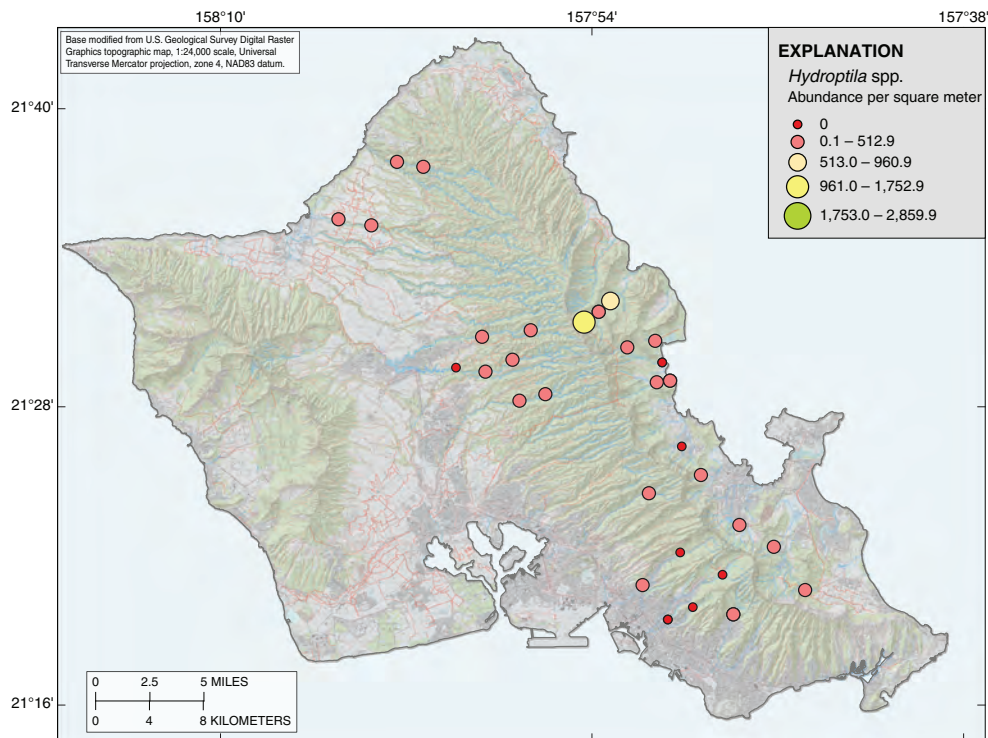 158°10'
157°54'
157°38'
Base modified from U.S. Geological Survey Digital Raster
Graphics topographic map, 1:24,000 scale, Universal
Transverse Mercator projection, zone 4, NAD83 datum.
EXPLANATION
Hydroptila spp.
Abundance per square meter
0
0.1 – 512.9
513.0 – 960.9
961.0 – 1,752.9
1,753.0 – 2,859.9
21°40'
21°28'
21°16'
0 2.5 5 MILES
0 4 8 KILOMETERS